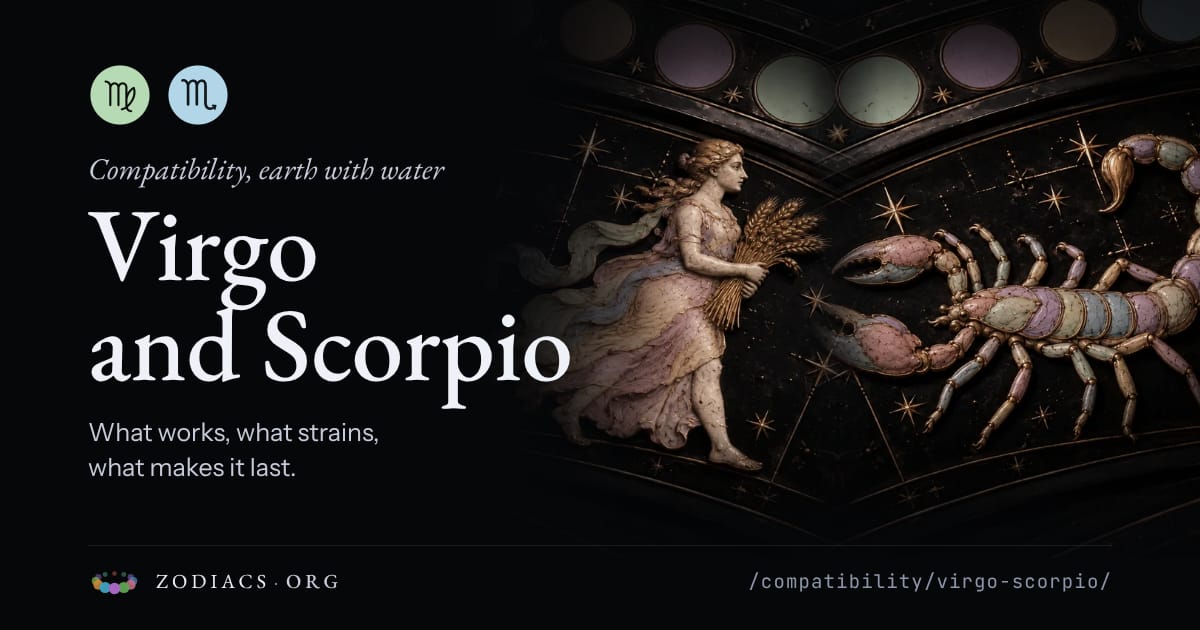 Compatibility, earth with water
Virgo
and Scorpio
What works, what strains,
what makes it last.
ZODIACS·ORG
/compatibility/virgo-scorpio/